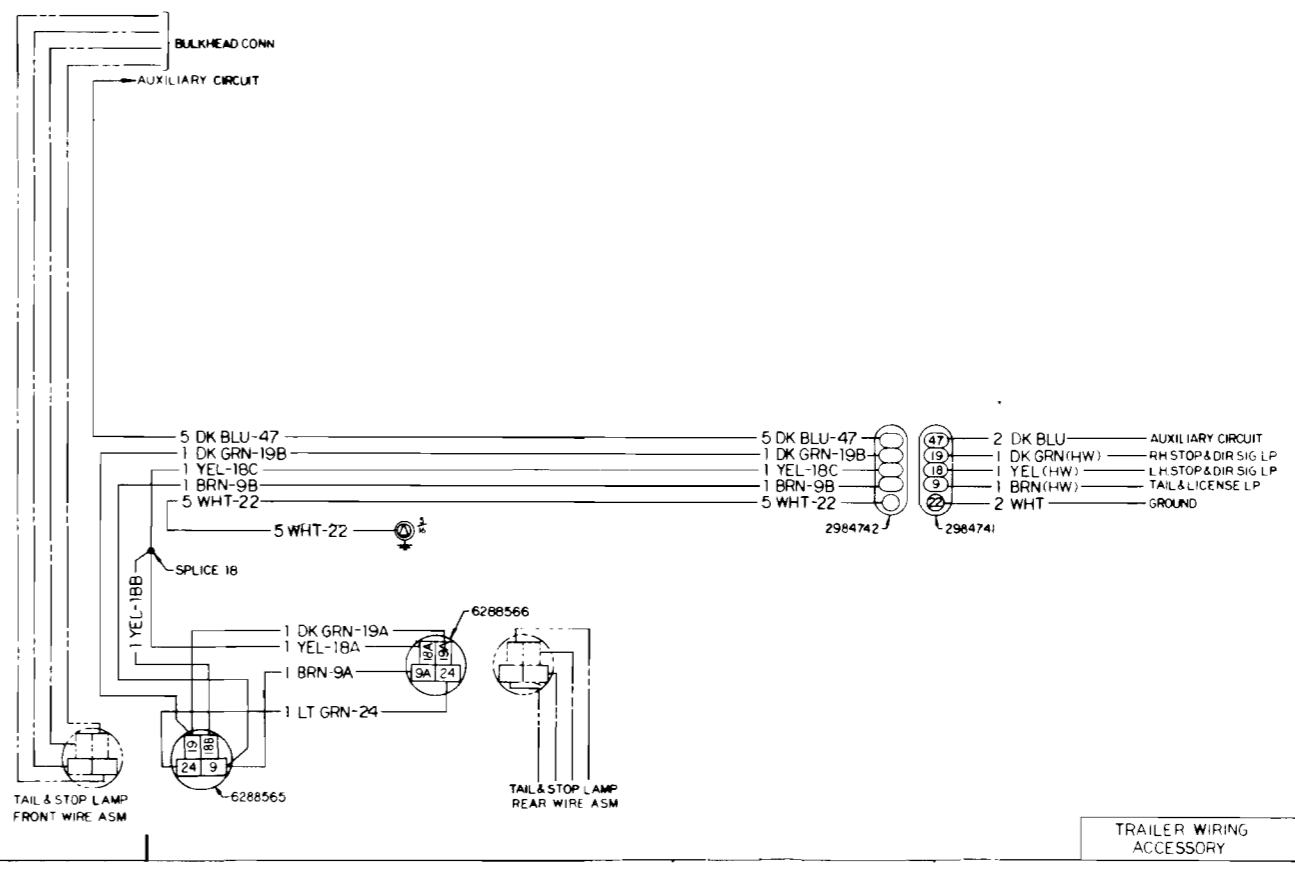 BULKHEAD CONN
AUXILIARY CIRCUIT
5 DK BLU-47
5 DK BLU-47
47
2 DK BLU
AUXILIARY CIRCUIT
1 DK GRN-19B
1 DK GRN-19B
19
1 DK GRN(HW)
RH STOP & DIR SIG LP
1 YEL-18C
1 YEL-18C
18
1 YEL(HW)
LH STOP & DIR SIG LP
1 BRN-9B
1 BRN-9B
9
1 BRN(HW)
TAIL & LICENSE LP
5 WHT-22
5 WHT-22
22
2 WHT
GROUND
5 WHT-22
2984742
2984741
SPLICE 18
1 YEL-18B
6288566
1 DK GRN-19A
1 YEL-18A
18A
19A
1 BRN-9A
9A
24
1 LT GRN-24
19
18B
24
9
6288565
TAIL & STOP LAMP
FRONT WIRE ASM
TAIL & STOP LAMP
REAR WIRE ASM
TRAILER WIRING
ACCESSORY